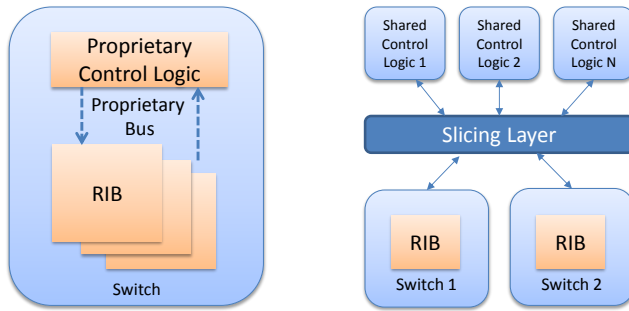 Proprietary
Control Logic
Proprietary
Bus
RIB
Switch
Shared
Control
Logic 1
Shared
Control
Logic 2
Shared
Control
Logic N
Slicing Layer
RIB
Switch 1
RIB
Switch 2